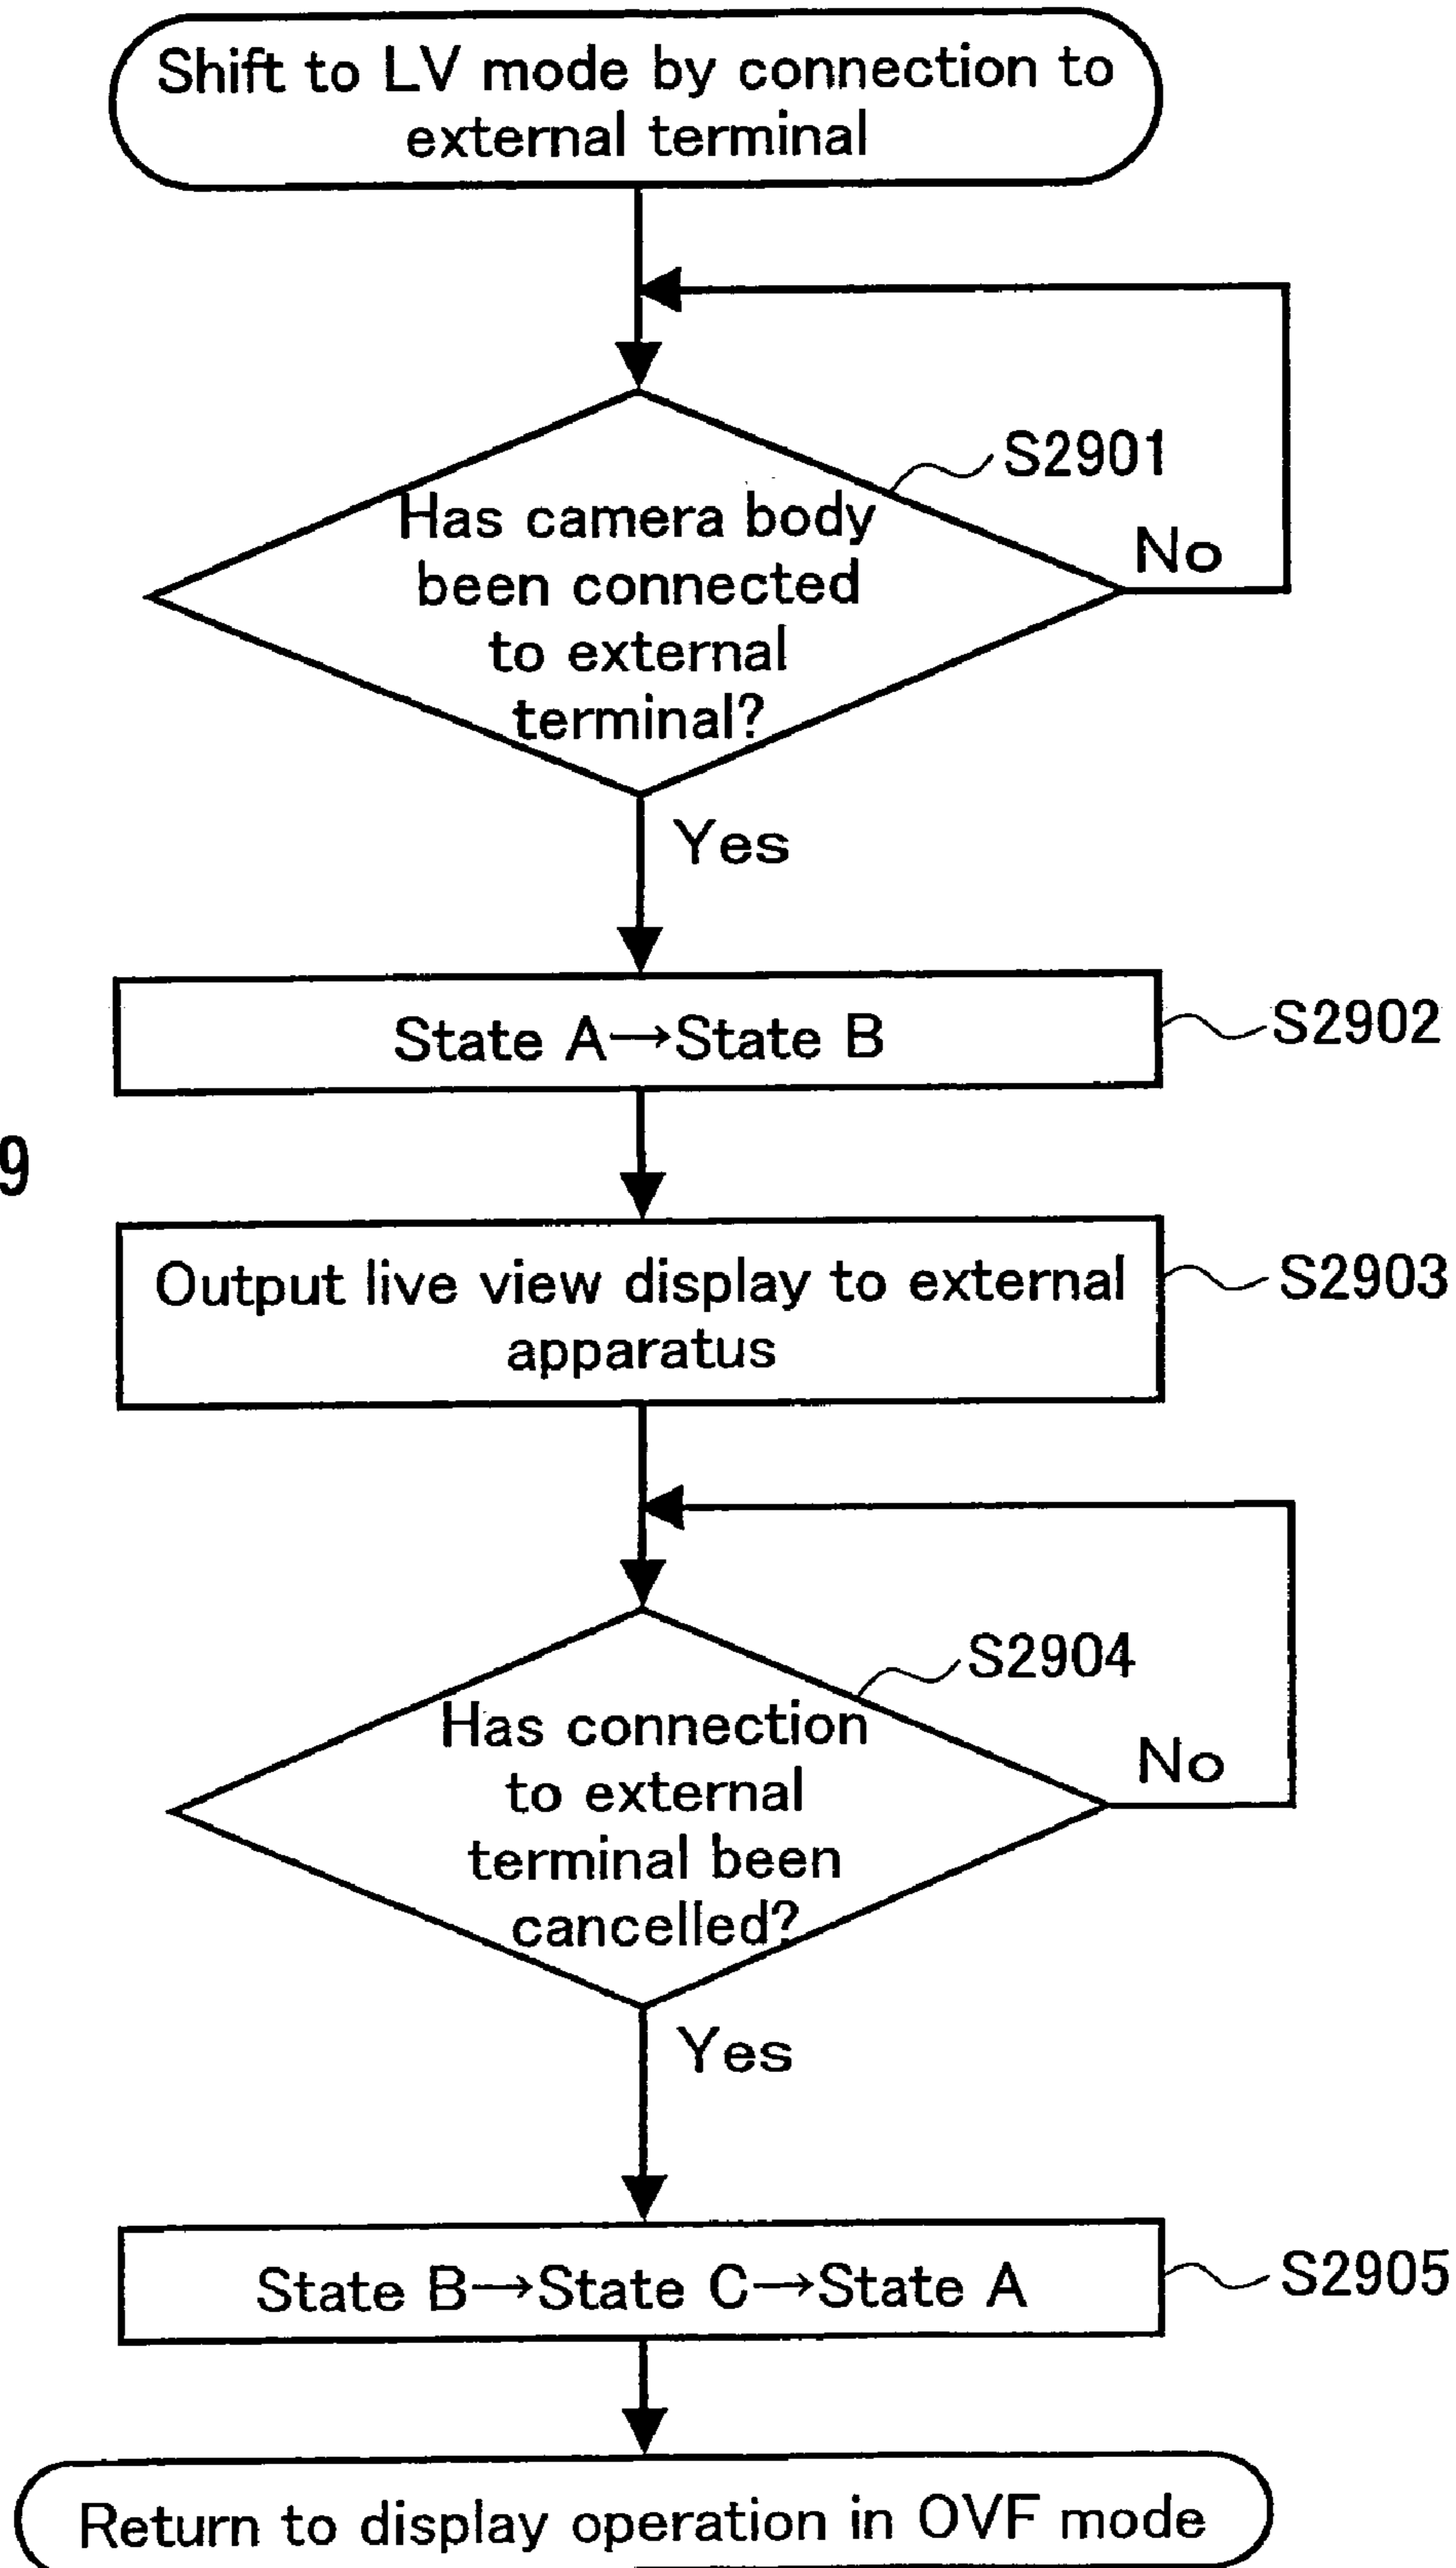 Shift to LV mode by connection to
external terminal
S2901
Has camera body
been connected
to external
terminal?
No
Yes
State A→State B
S2902
9
Output live view display to external
apparatus
S2903
S2904
Has connection
to external
terminal been
cancelled?
No
Yes
State B→State C→State A
S2905
Return to display operation in OVF mode